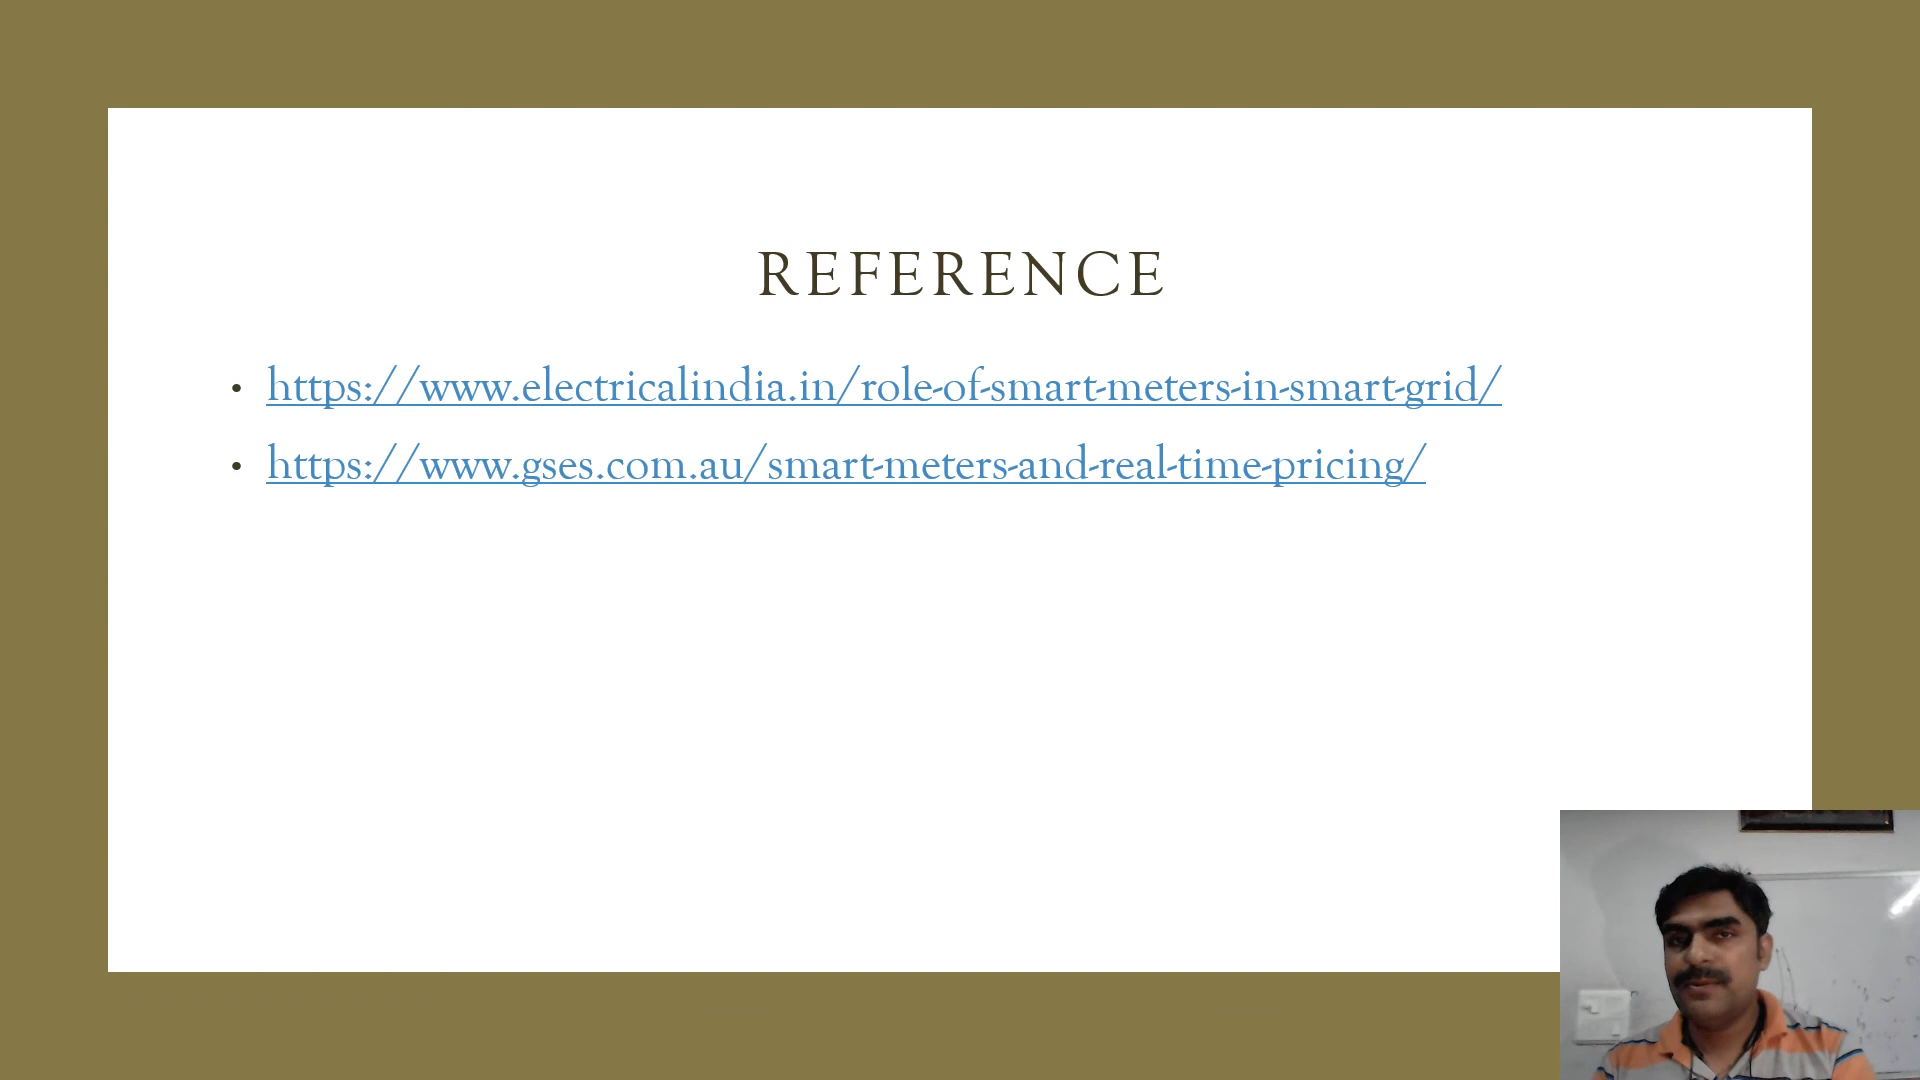 REFERENCE
• https://www.electricalindia.in/role-of-smart-meters-in-smart-grid/
• https://www.gses.com.au/smart-meters-and-real-time-pricing/